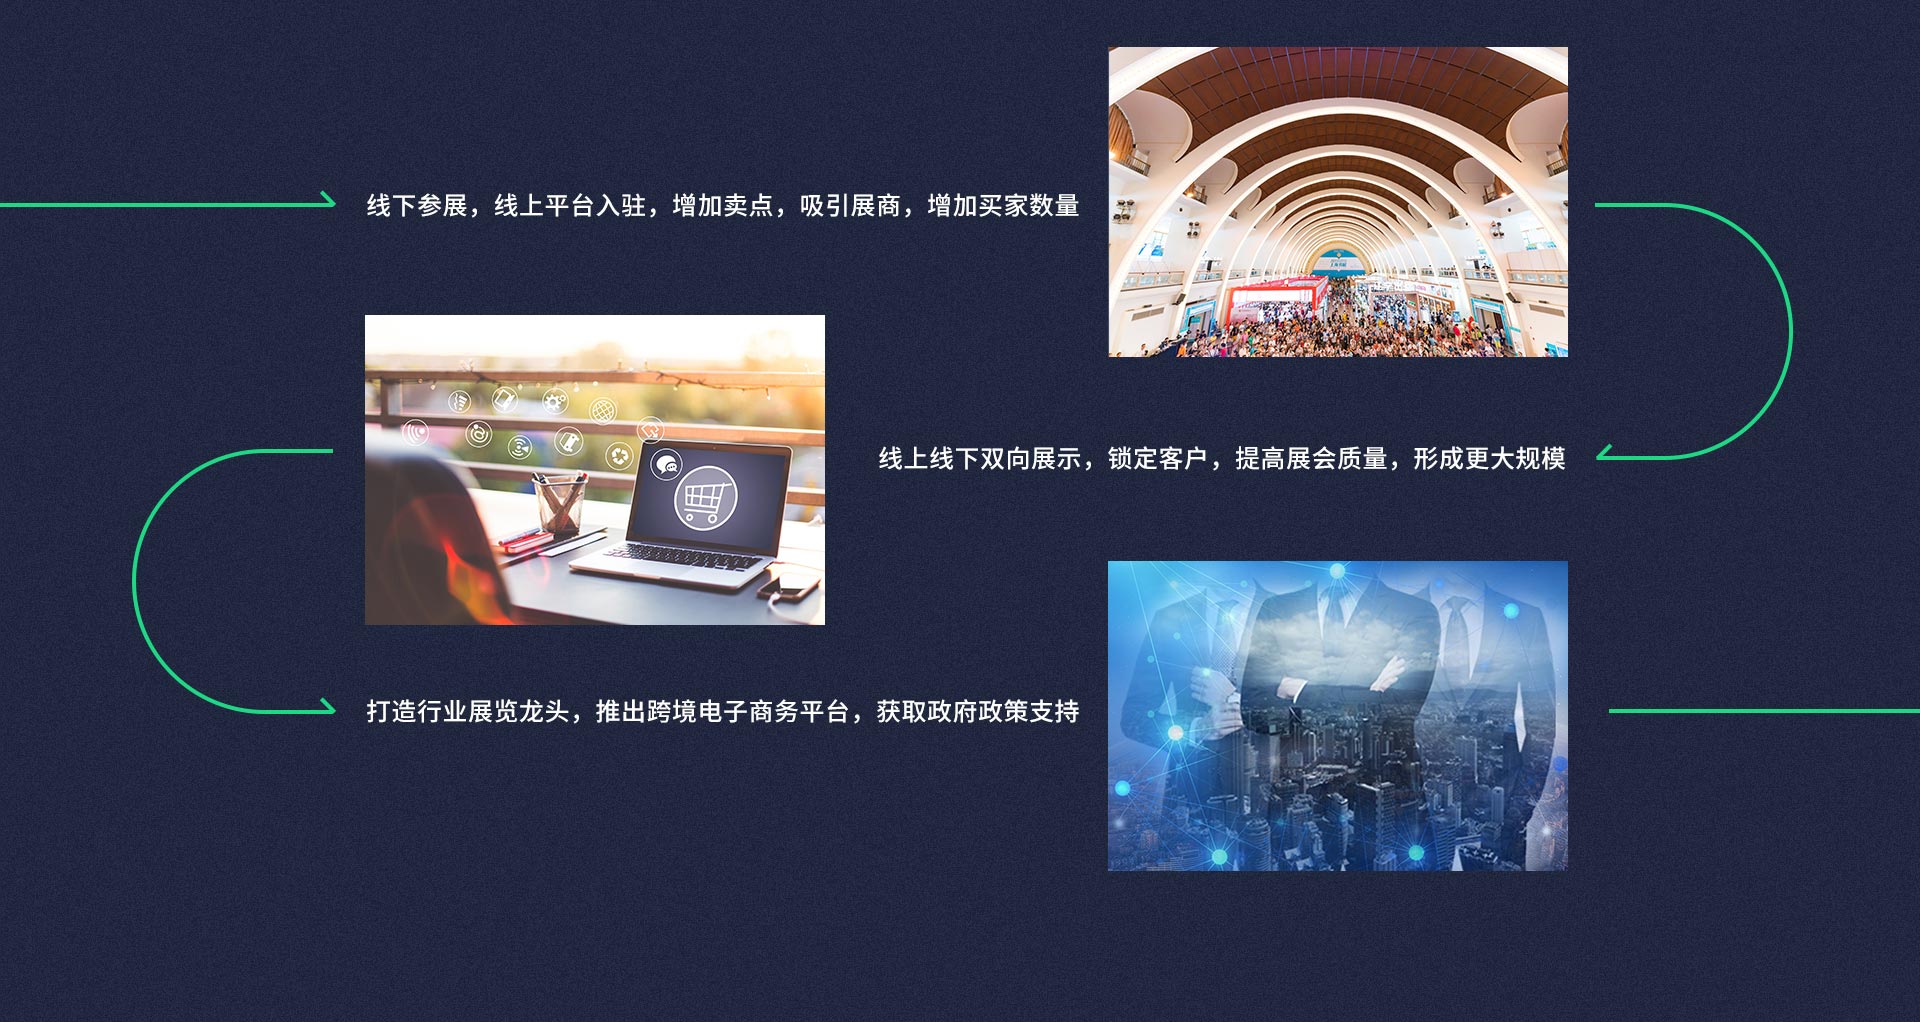 线下参展，线上平台入驻，增加卖点，吸引展商，增加买家数量
线上线下双向展示，锁定客户，提高展会质量，形成更大规模
打造行业展览龙头，推出跨境电子商务平台，获取政府政策支持